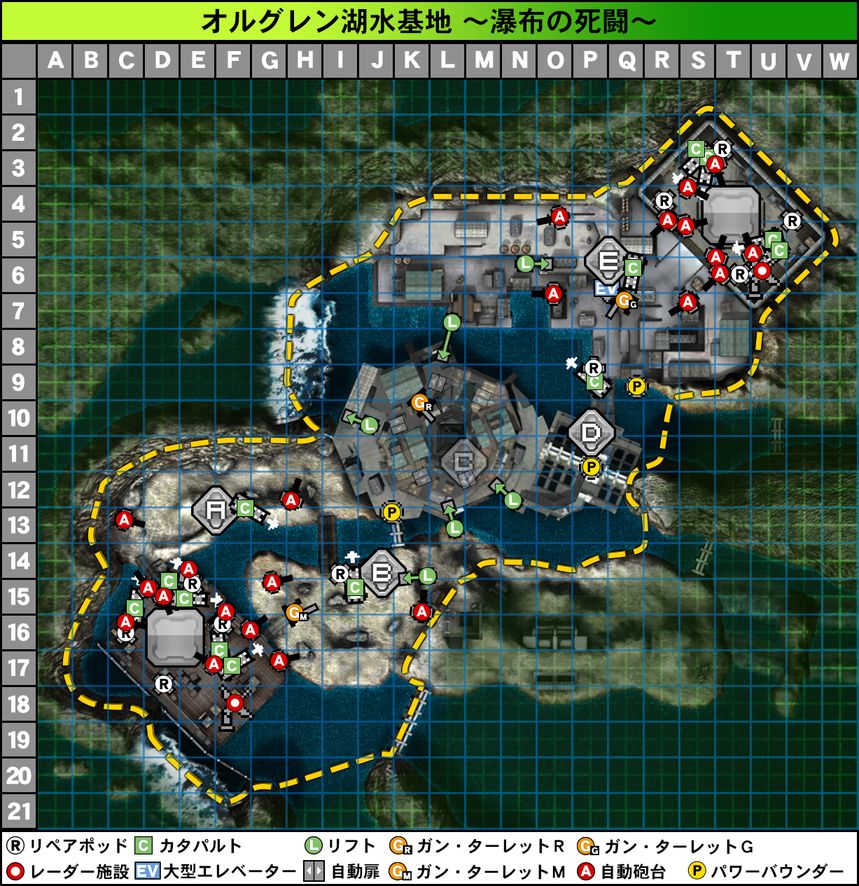 オルグレン湖水基地 ～瀑布の死闘～
A B C D E F G H I J K L M N O P Q R S T U V W
1
2
C R
A
3
A
4
R
A
A A R
5
C
E L C A C
6
A A R
EV
7
A G G A
L
8
R
9
C P
G R
10
L
D
11
C P
12
A L
A C P
13
A L
14
A R B L
A C R C
15
A C A A
C A G M
16
A R R A
C
17
A C A
R
18
19
20
21
R リペアポッド C カタパルト L リフト G R ガン・ターレットR G G ガン・ターレットG
レーダー施設 EV 大型エレベーター 自動扉 G M ガン・ターレットM A 自動砲台 P パワーバウンダー